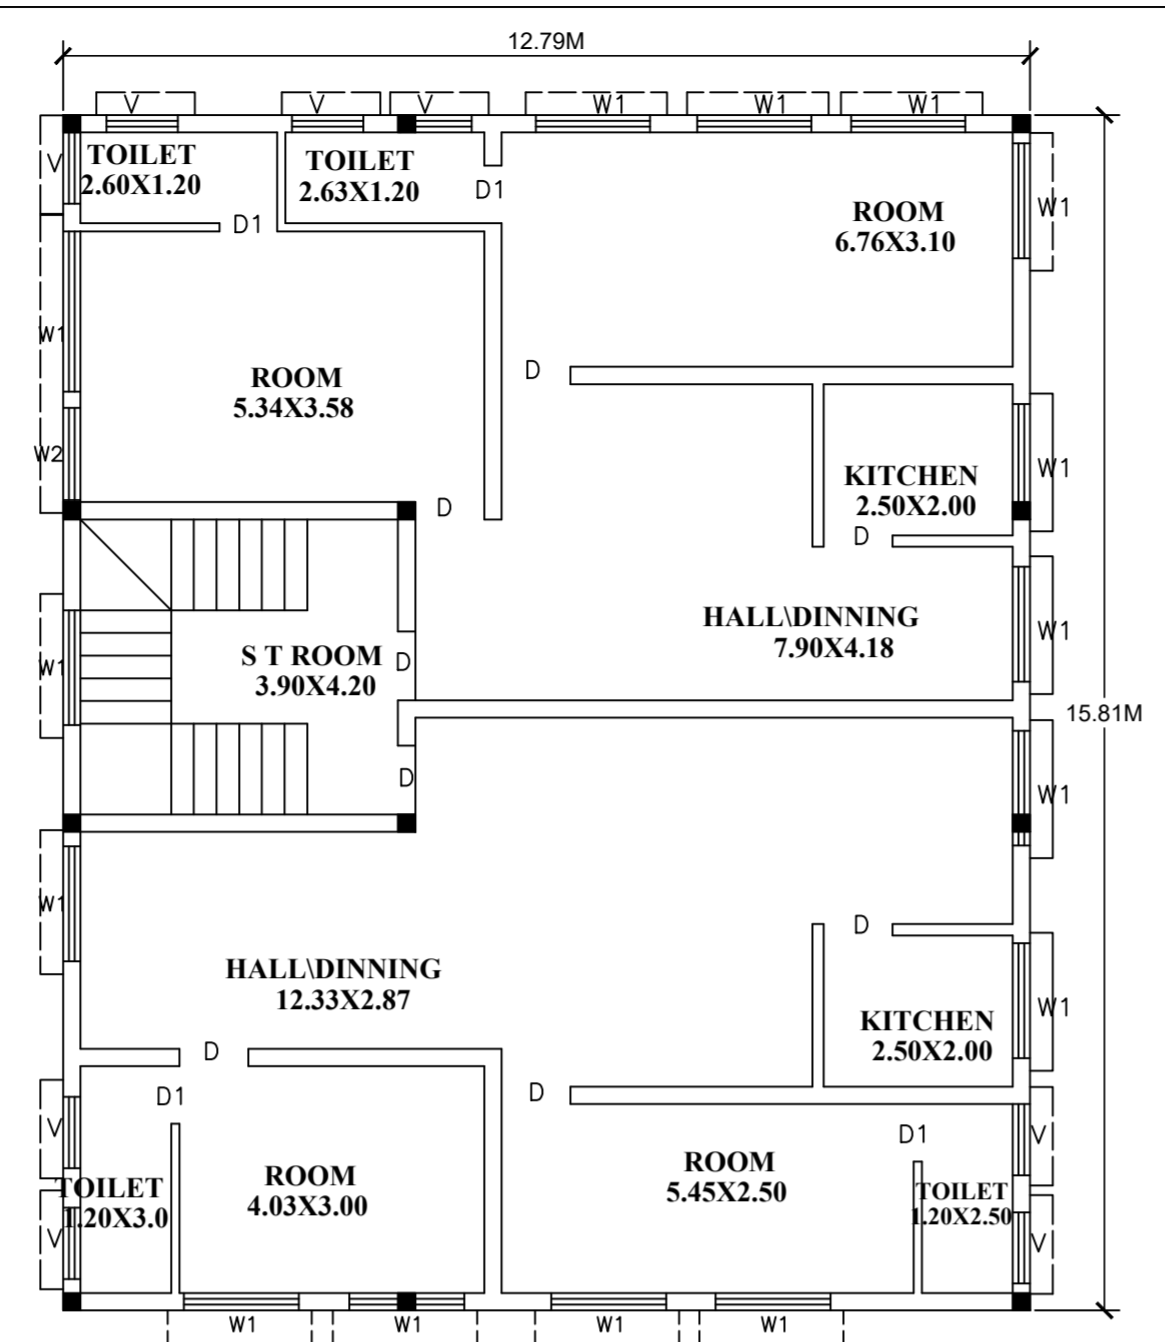 12.79M
V
V
V
W1
W1
W1
V
TOILET
2.60X1.20
TOILET
2.63X1.20
D1
D1
ROOM
6.76X3.10
W1
W1
D
ROOM
5.34X3.58
W2
D
KITCHEN
2.50X2.00
W1
D
HALL\DINNING
7.90X4.18
W1
W1
S T ROOM
3.90X4.20
D
15.81M
D
W1
W1
D
HALL\DINNING
12.33X2.87
KITCHEN
2.50X2.00
W1
D
D1
D
V
D1
V
TOILET
1.20X3.0
ROOM
4.03X3.00
ROOM
5.45X2.50
TOILET
1.20X2.50
V
V
W1
W1
W1
W1